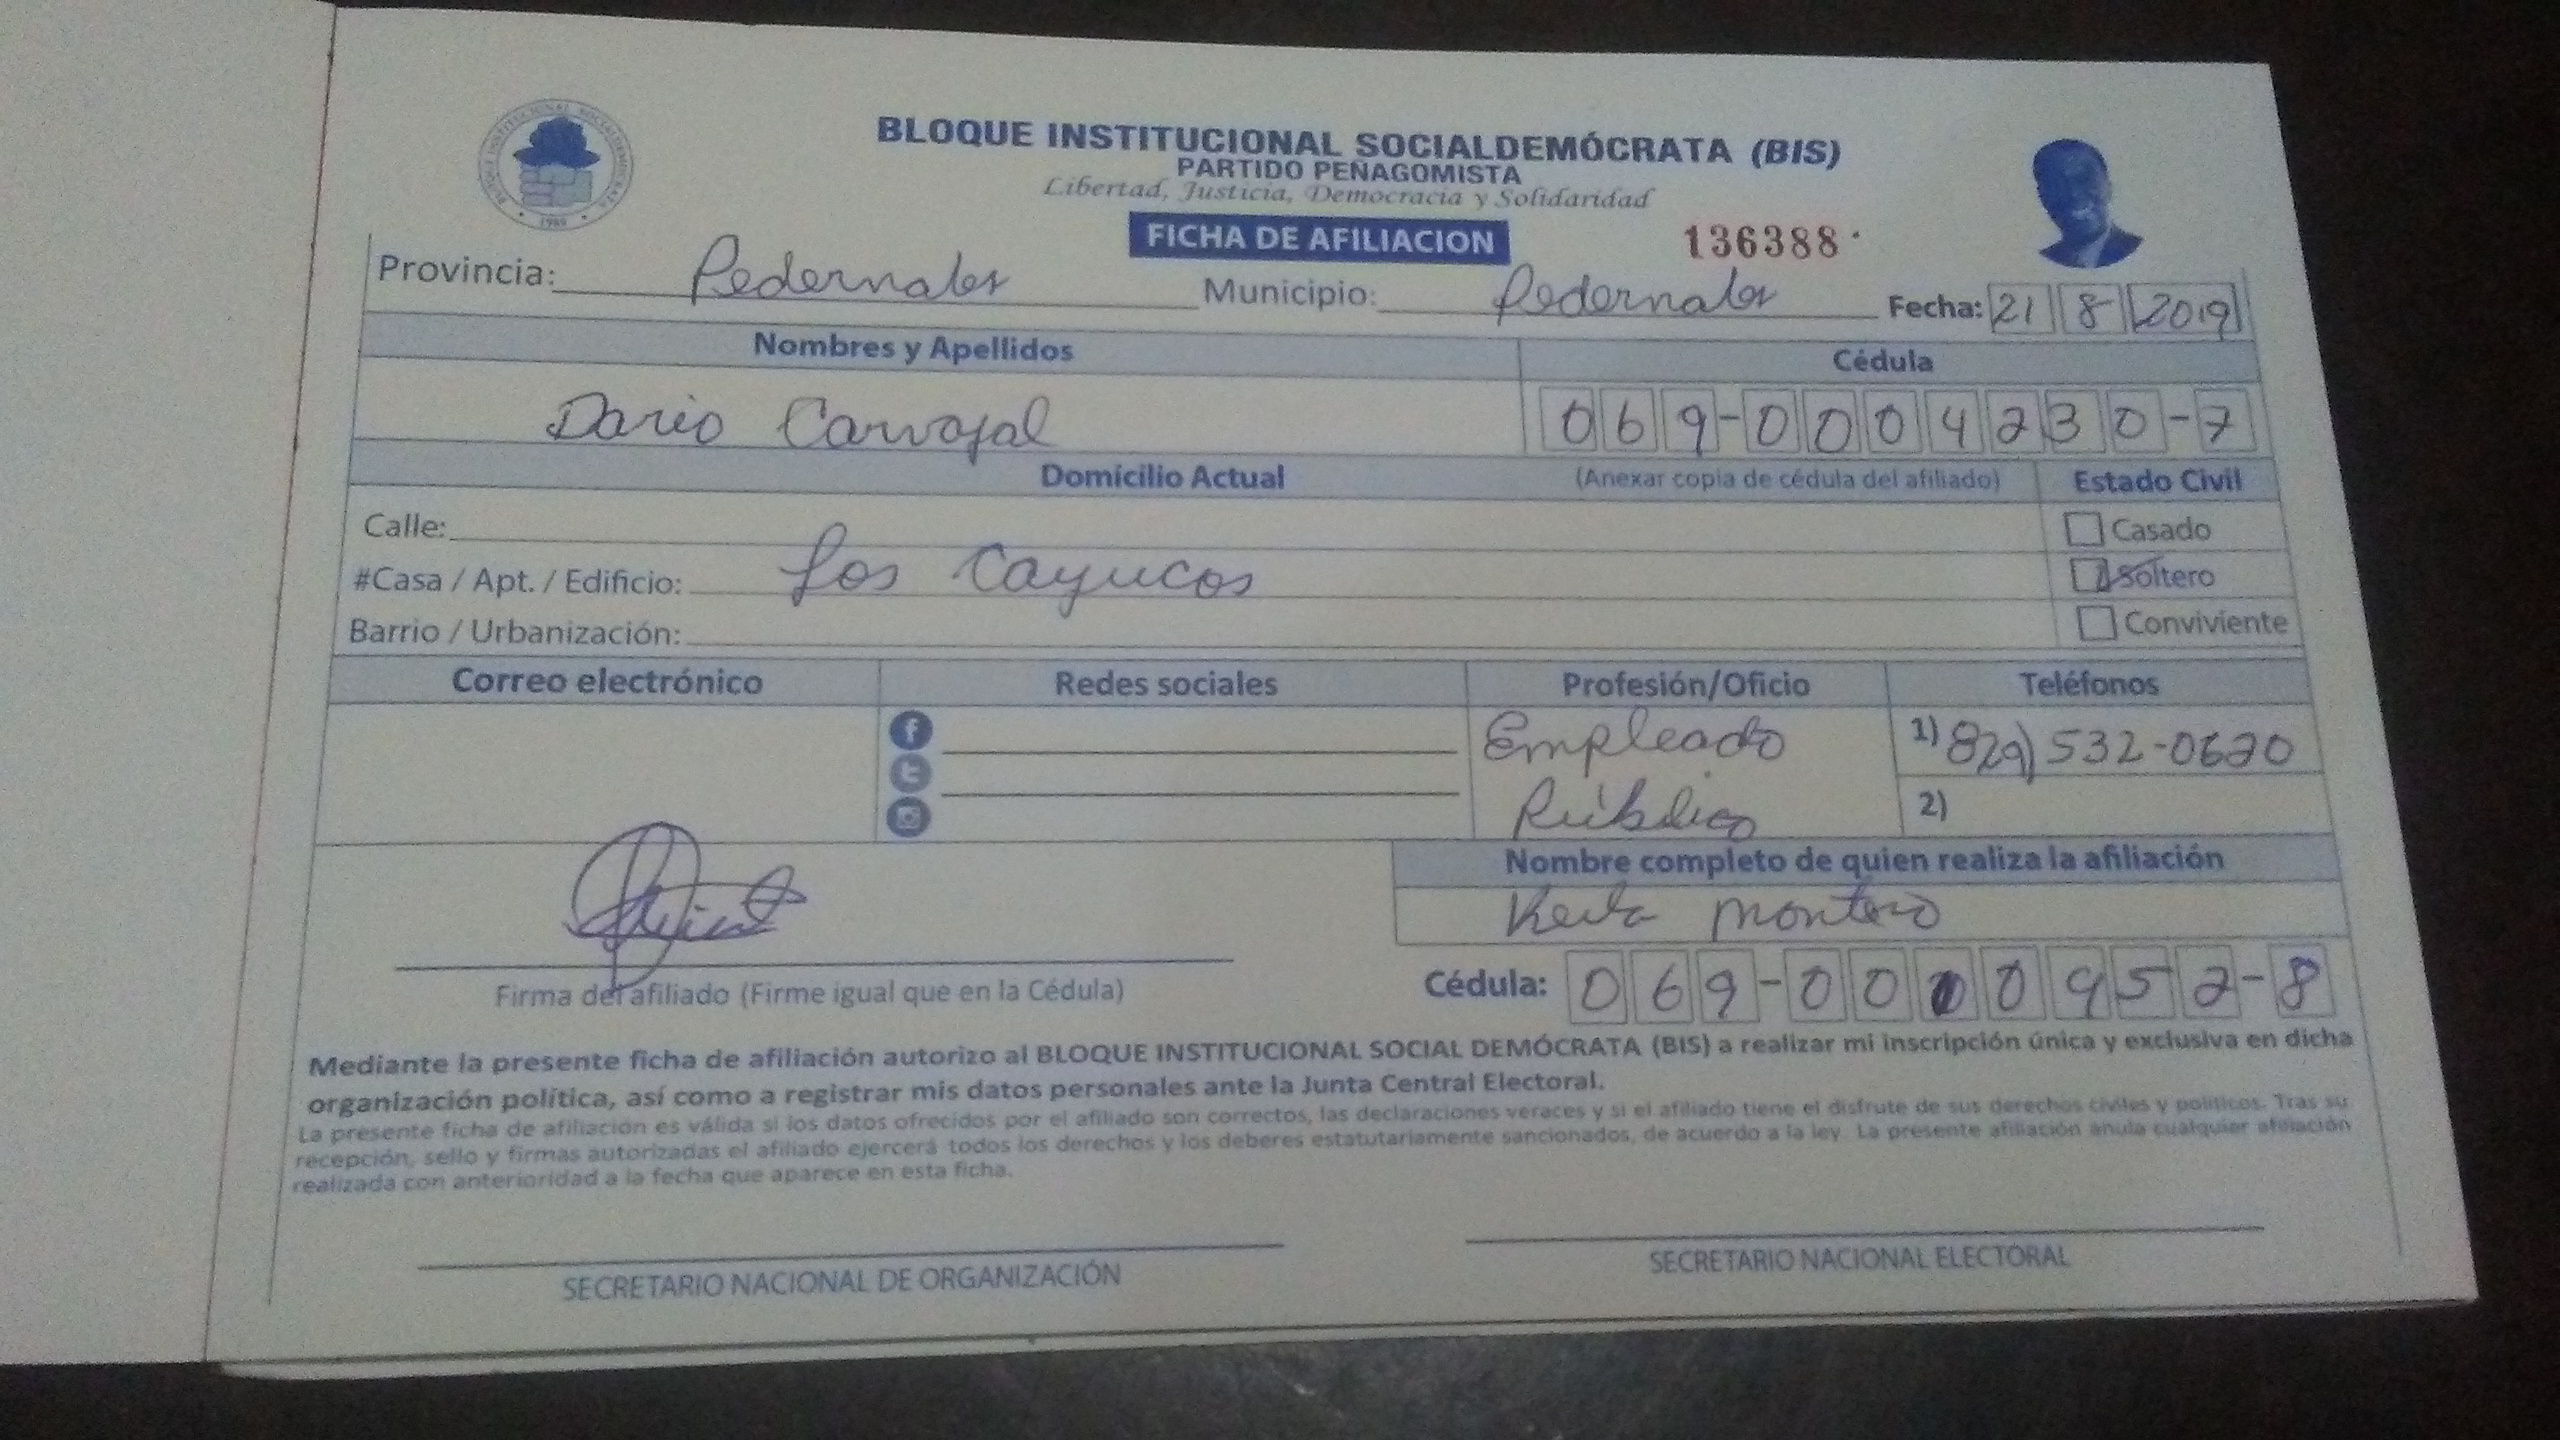 BLOQUE INSTITUCIONAL SOCIALDEMÓCRATA (BIS)
PARTIDO PEÑAGOMISTA
Libertad, Justicia, Democracia y Solidaridad
BLOQUE INSTITUCIONAL SOCIALDEMOCRATA
FICHA DE AFILIACION 136388
Provincia: Pedernales Municipio: Pedernales Fecha: 21 8 2019
Nombres y Apellidos Cédula
Dario Carvajal 069-0004230-7
Domicilio Actual (Anexar copia de cédula del afiliado) Estado Civil
Calle: Casado
#Casa / Apt. / Edificio: Los Cayucos Soltero
Barrio / Urbanización: Conviviente
Correo electrónico Redes sociales Profesión/Oficio Teléfonos
Empleado 1) 829) 532-0620
Público 2)
Nombre completo de quien realiza la afiliación
Montero
Firma del afiliado (Firme igual que en la Cédula) Cédula: 069-0000952-8
Mediante la presente ficha de afiliación autorizo al BLOQUE INSTITUCIONAL SOCIAL DEMÓCRATA (BIS) a realizar mi inscripción única y exclusiva en dicha
organización política, así como a registrar mis datos personales ante la Junta Central Electoral.
La presente ficha de afiliación es válida si los datos ofrecidos por el afiliado son correctos, las declaraciones veraces y si el afiliado tiene el disfrute de sus derechos civiles y políticos. Tras su
recepción, sello y firmas autorizadas el afiliado ejercerá todos los derechos y los deberes estatutariamente sancionados, de acuerdo a la ley. La presente afiliación anula cualquier afiliación
realizada con anterioridad a la fecha que aparece en esta ficha.
SECRETARIO NACIONAL DE ORGANIZACIÓN SECRETARIO NACIONAL ELECTORAL